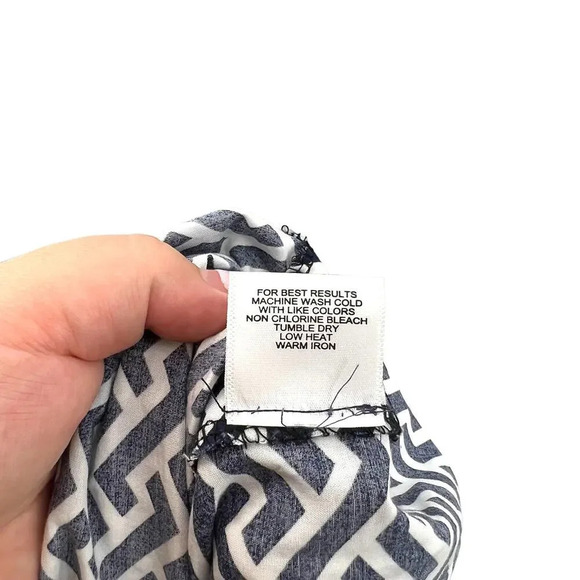 FOR BEST RESULTS
MACHINE WASH COLD
WITH LIKE COLORS
NON CHLORINE BLEACH
TUMBLE DRY
LOW HEAT
WARM IRON